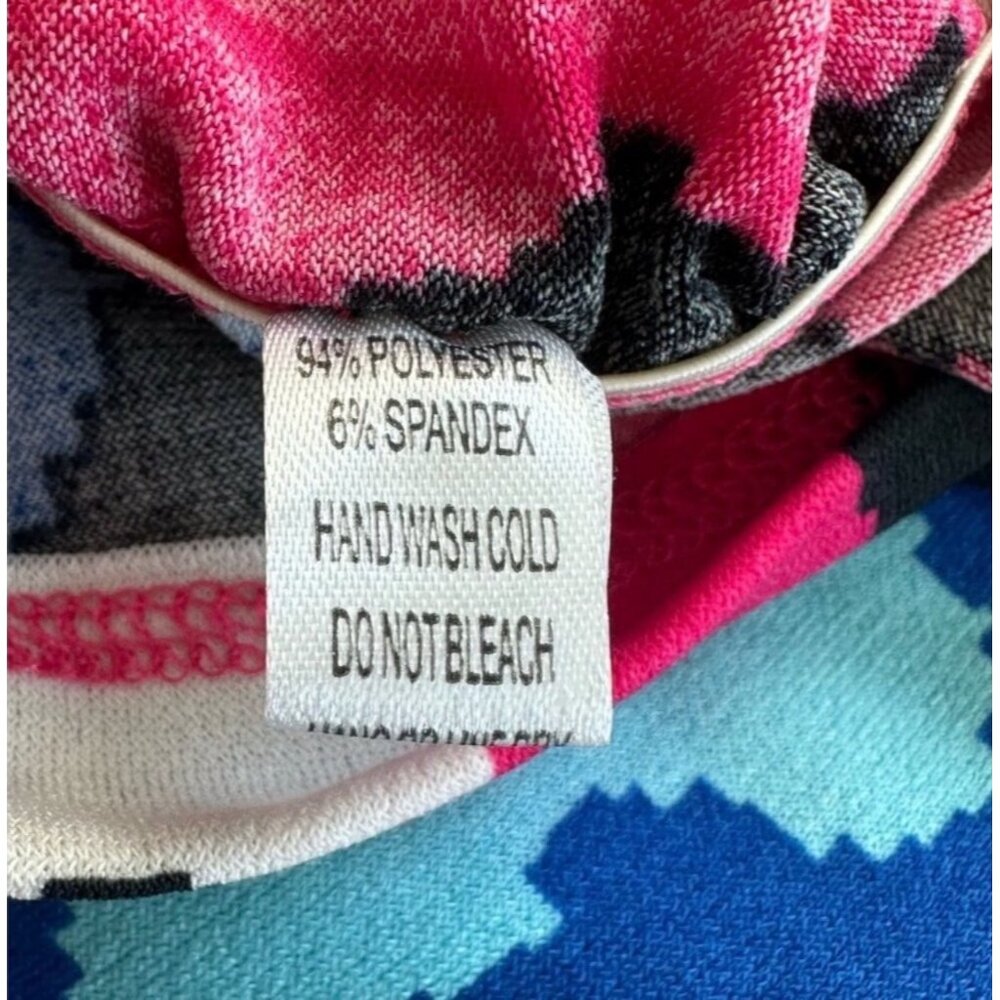 94% POLYESTER
6% SPANDEX
HAND WASH COLD
DO NOT BLEACH